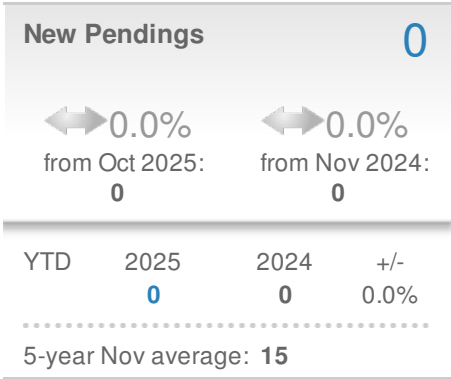 New Pendings 0
0.0% 0.0%
from Oct 2025: from Nov 2024:
0 0
YTD 2025 2024 +/-
0 0 0.0%
5-year Nov average: 15